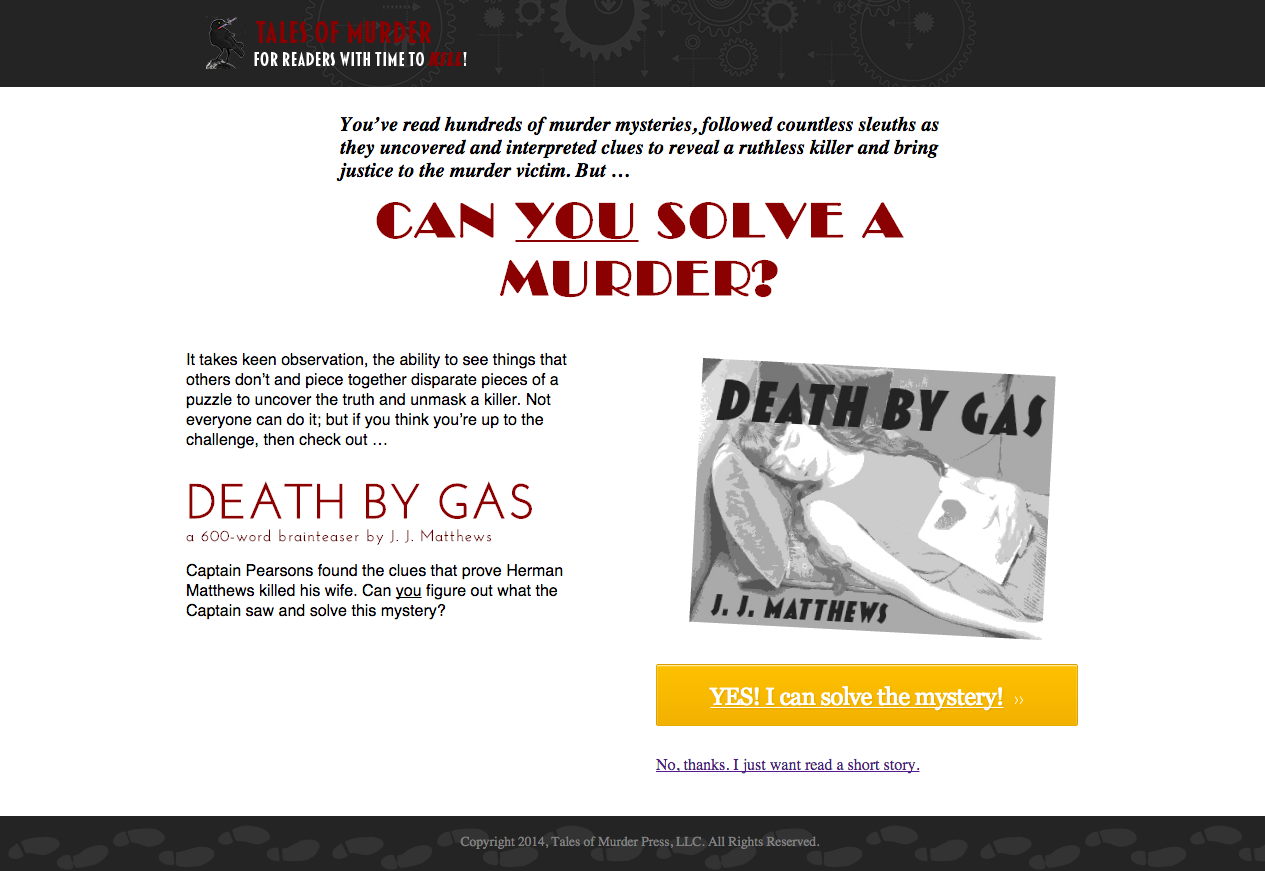 TALES OF MURDER
FOR READERS WITH TIME TO KILL!
You've read hundreds of murder mysteries, followed countless sleuths as
they uncovered and interpreted clues to reveal a ruthless killer and bring
justice to the murder victim. But …
CAN YOU SOLVE A
MURDER?
It takes keen observation, the ability to see things that
others don't and piece together disparate pieces of a
puzzle to uncover the truth and unmask a killer. Not
everyone can do it; but if you think you're up to the
challenge, then check out …
DEATH BY GAS
a 600-word brainteaser by J. J. Matthews
Captain Pearsons found the clues that prove Herman
Matthews killed his wife. Can you figure out what the
Captain saw and solve this mystery?
DEATH BY GAS
J. J. MATTHEWS
YES! I can solve the mystery! ››
No, thanks. I just want read a short story.
Copyright 2014, Tales of Murder Press, LLC. All Rights Reserved.